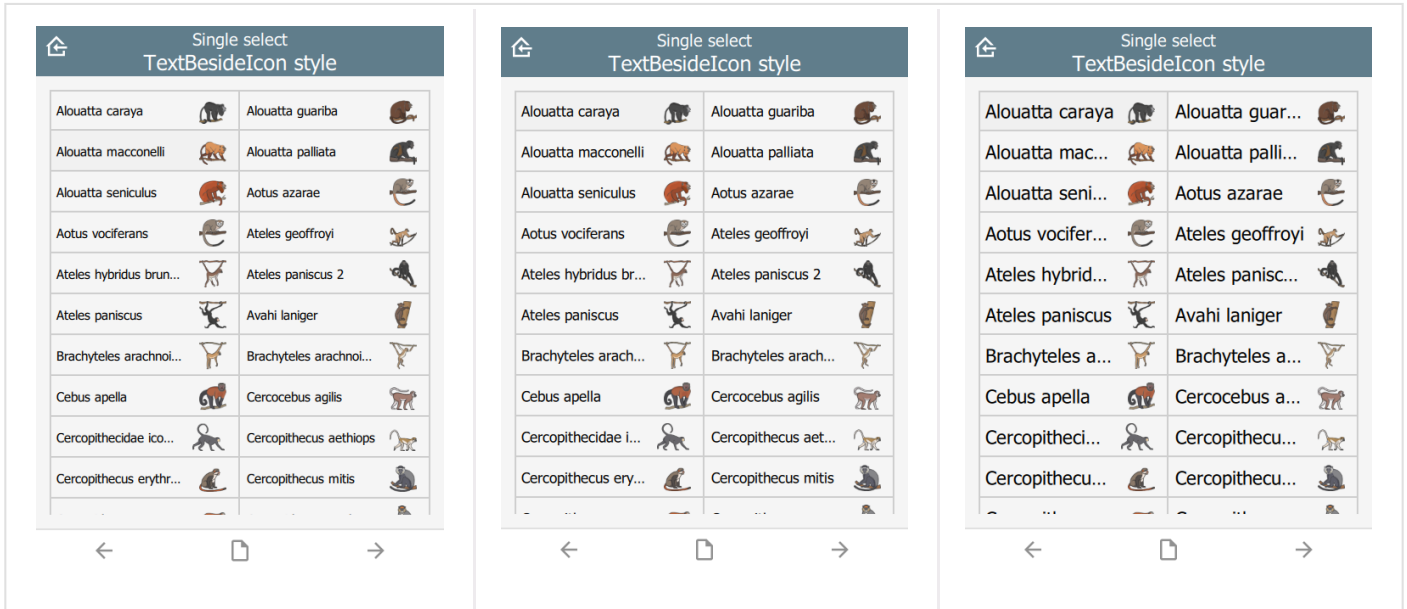 Single select
TextBesideIcon style
Alouatta caraya
Alouatta guariba
Alouatta macconelli
Alouatta palliata
Alouatta seniculus
Aotus azarae
Aotus vociferans
Ateles geoffroyi
Ateles hybridus brun...
Ateles paniscus 2
Ateles paniscus
Avahi laniger
Brachyteles arachnoi...
Brachyteles arachnoi...
Cebus apella
Cercocebus agilis
Cercopithecidae ico...
Cercopithecus aethiops
Cercopithecus erythr...
Cercopithecus mitis
Single select
TextBesideIcon style
Alouatta caraya
Alouatta guariba
Alouatta macconelli
Alouatta palliata
Alouatta seniculus
Aotus azarae
Aotus vociferans
Ateles geoffroyi
Ateles hybridus br...
Ateles paniscus 2
Ateles paniscus
Avahi laniger
Brachyteles arach...
Brachyteles arach...
Cebus apella
Cercocebus agilis
Cercopithecidae i...
Cercopithecus aet...
Cercopithecus ery...
Cercopithecus mitis
Single select
TextBesideIcon style
Alouatta caraya
Alouatta guar...
Alouatta mac...
Alouatta palli...
Alouatta seni...
Aotus azarae
Aotus vocifer...
Ateles geoffroyi
Ateles hybrid...
Ateles panisc...
Ateles paniscus
Avahi laniger
Brachyteles a...
Brachyteles a...
Cebus apella
Cercocebus a...
Cercopitheci...
Cercopithecu...
Cercopithecu...
Cercopithecu...